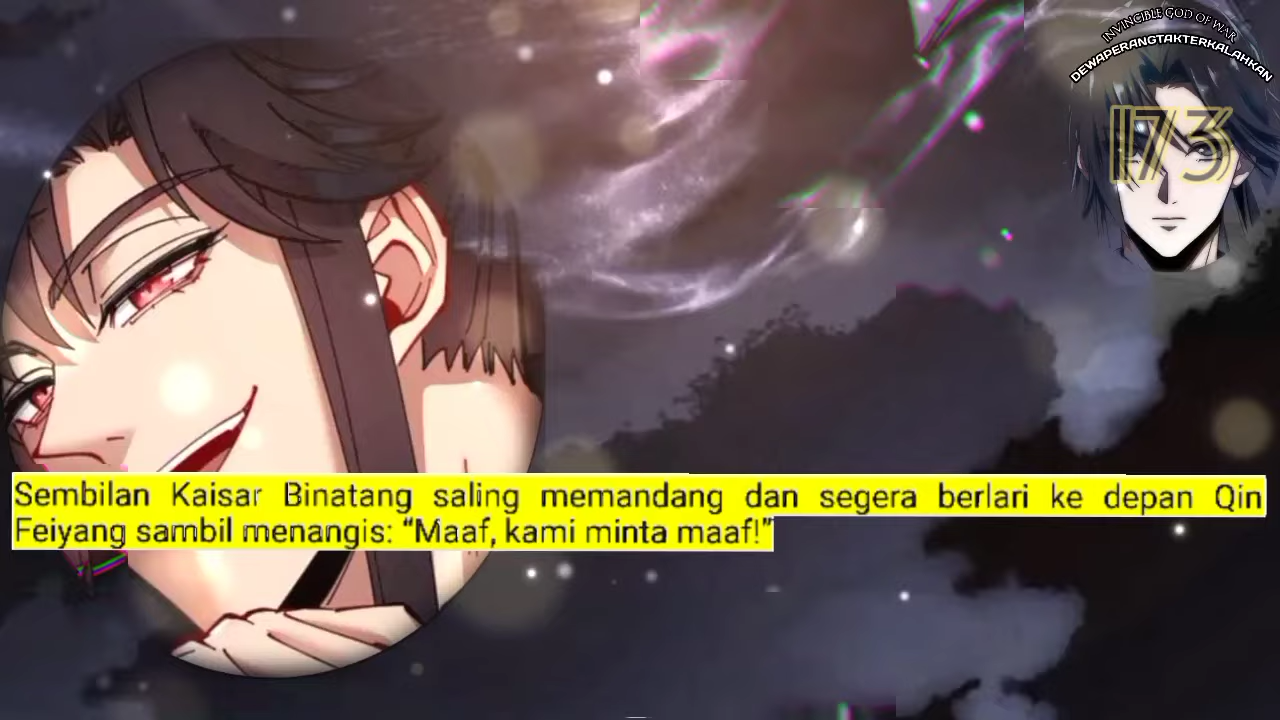 INVINCIBLE GOD OF WAR
DEWAPERANGTAKTERKALAHKAN
173
Sembilan Kaisar Binatang saling memandang dan segera berlari ke depan Qin
Feiyang sambil menangis: “Maaf, kami minta maaf!”